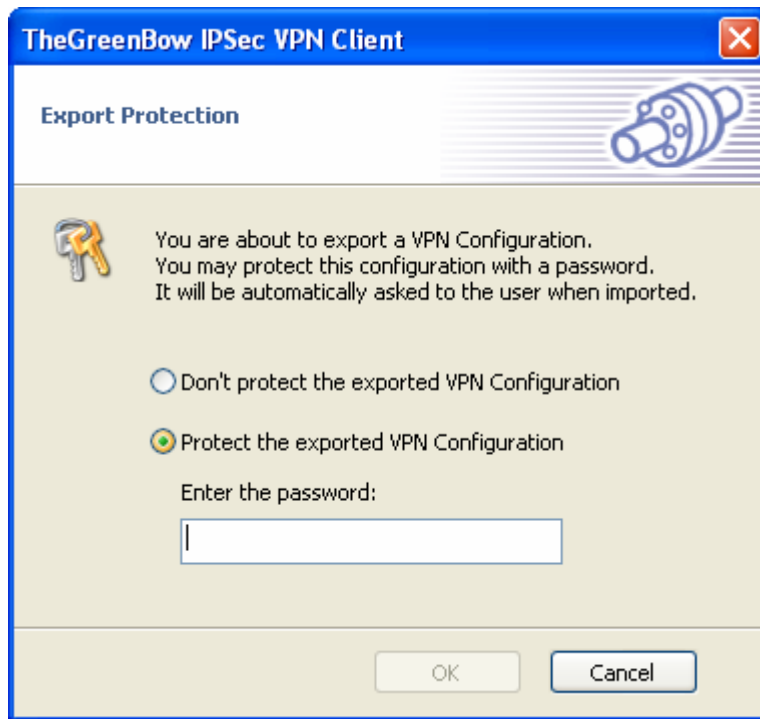 TheGreenBow IPSec VPN Client
Export Protection
You are about to export a VPN Configuration.
You may protect this configuration with a password.
It will be automatically asked to the user when imported.
Don't protect the exported VPN Configuration
Protect the exported VPN Configuration
Enter the password:
OK
Cancel